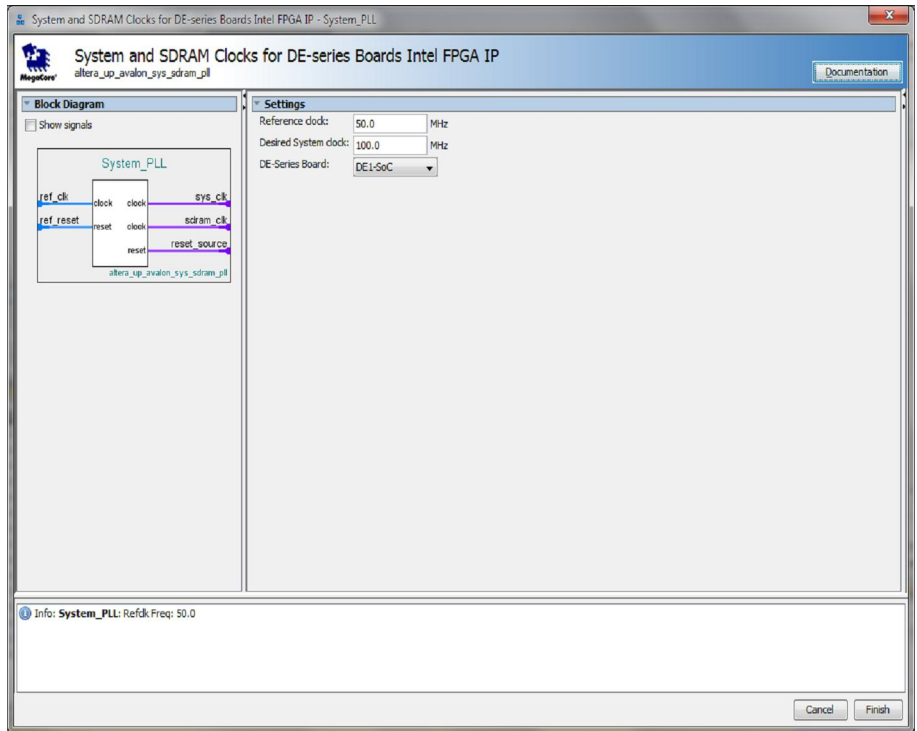 System and SDRAM Clocks for DE-series Boards Intel FPGA IP - System_PLL
System and SDRAM Clocks for DE-series Boards Intel FPGA IP
MegaCore'
altera_up_avalon_sys_sdram_pll
Documentation
Block Diagram
Show signals
System_PLL
ref_clk
clock
clock
sys_clk
ref_reset
reset
clock
sdram_clk
reset
reset_source
altera_up_avalon_sys_sdram_pll
Settings
Reference clock: 50.0 MHz
Desired System clock: 100.0 MHz
DE-Series Board: DE1-SoC
Info: System_PLL: Refclk Freq: 50.0
Cancel
Finish